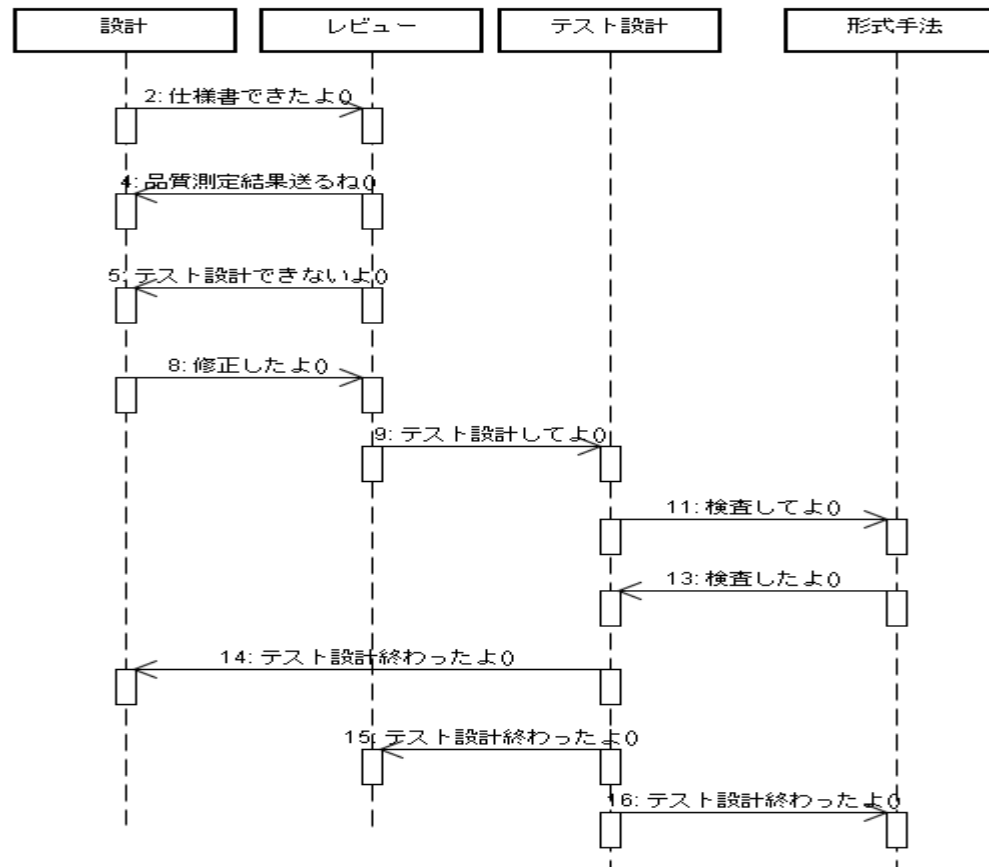 設計
レビュー
テスト設計
形式手法
2: 仕様書できたよ()
4: 品質測定結果送るね()
5: テスト設計できないよ()
8: 修正したよ()
9: テスト設計してよ()
11: 検査してよ()
13: 検査したよ()
14: テスト設計終わったよ()
15: テスト設計終わったよ()
16: テスト設計終わったよ()